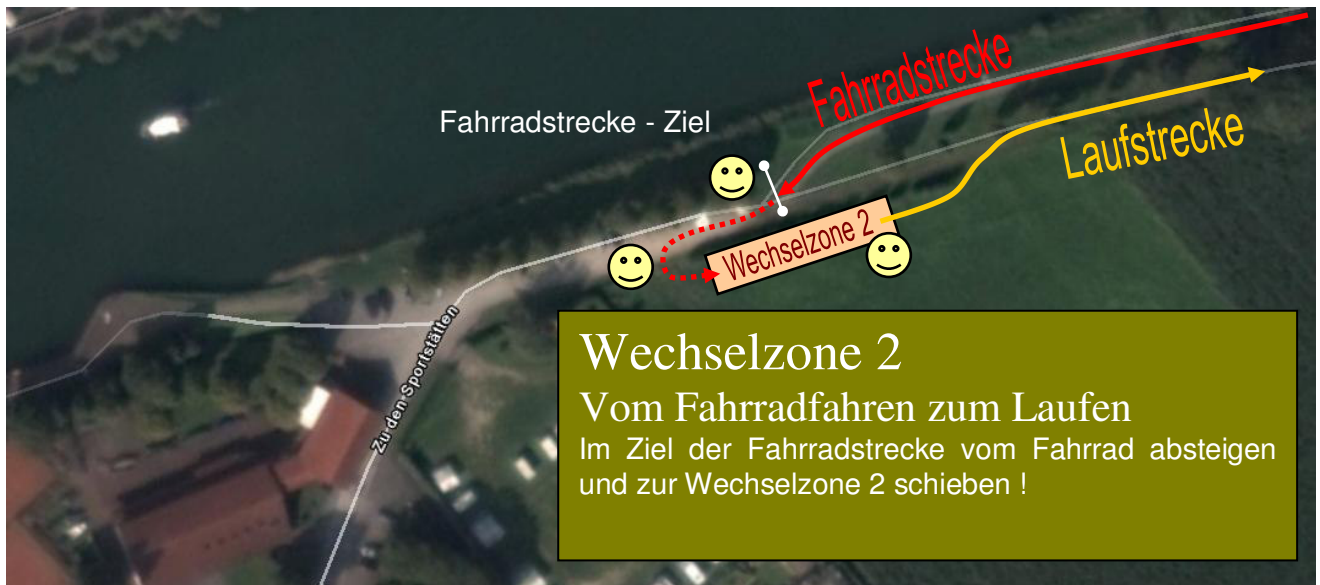 Fahrradstrecke
Fahrradstrecke - Ziel
Laufstrecke
Wechselzone 2
Zu den Sportstätten
Wechselzone 2
Vom Fahrradfahren zum Laufen
Im Ziel der Fahrradstrecke vom Fahrrad absteigen
und zur Wechselzone 2 schieben !